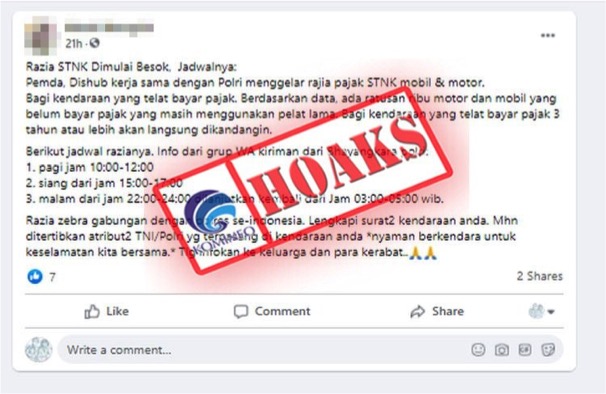 21h
Razia STNK Dimulai Besok, Jadwalnya:
Pemda, Dishub kerja sama dengan Polri menggelar rajia pajak STNK mobil & motor.
Bagi kendaraan yang telat bayar pajak. Berdasarkan data, ada ratusan ribu motor dan mobil yang
belum bayar pajak yang masih menggunakan pelat lama. Bagi kendaraan yang telat bayar pajak 3
tahun atau lebih akan langsung dikandangin.
Berikut jadwal razianya. Info dari grup WA kiriman dari Bhayangkara
1. pagi jam 10:00-12:00
2. siang dari jam 15:00-17:00
3. malam dari jam 22:00-24:00 kembali dari Jam 03:00-05:00 wib.
Razia zebra gabungan dengan se-indonesia. Lengkapi surat2 kendaraan anda. Mhn
ditertibkan atribut2 TNI/Polri yg di kendaraan anda *nyaman berkendara untuk
keselamatan kita bersama.* ke keluarga dan para kerabat..🙏🙏
KOMINFO
HOAKS
7
2 Shares
Like Comment Share
Write a comment...
GIF